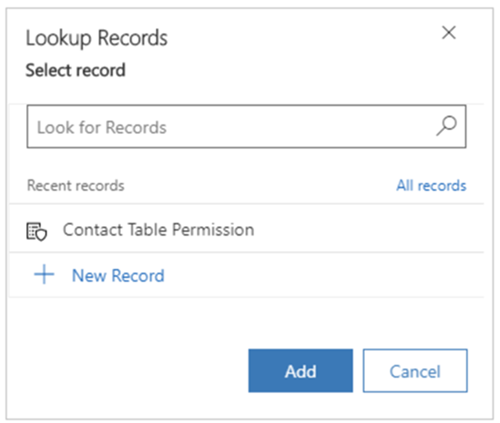 Lookup Records
Select record
Look for Records
Recent records All records
Contact Table Permission
New Record
Add Cancel